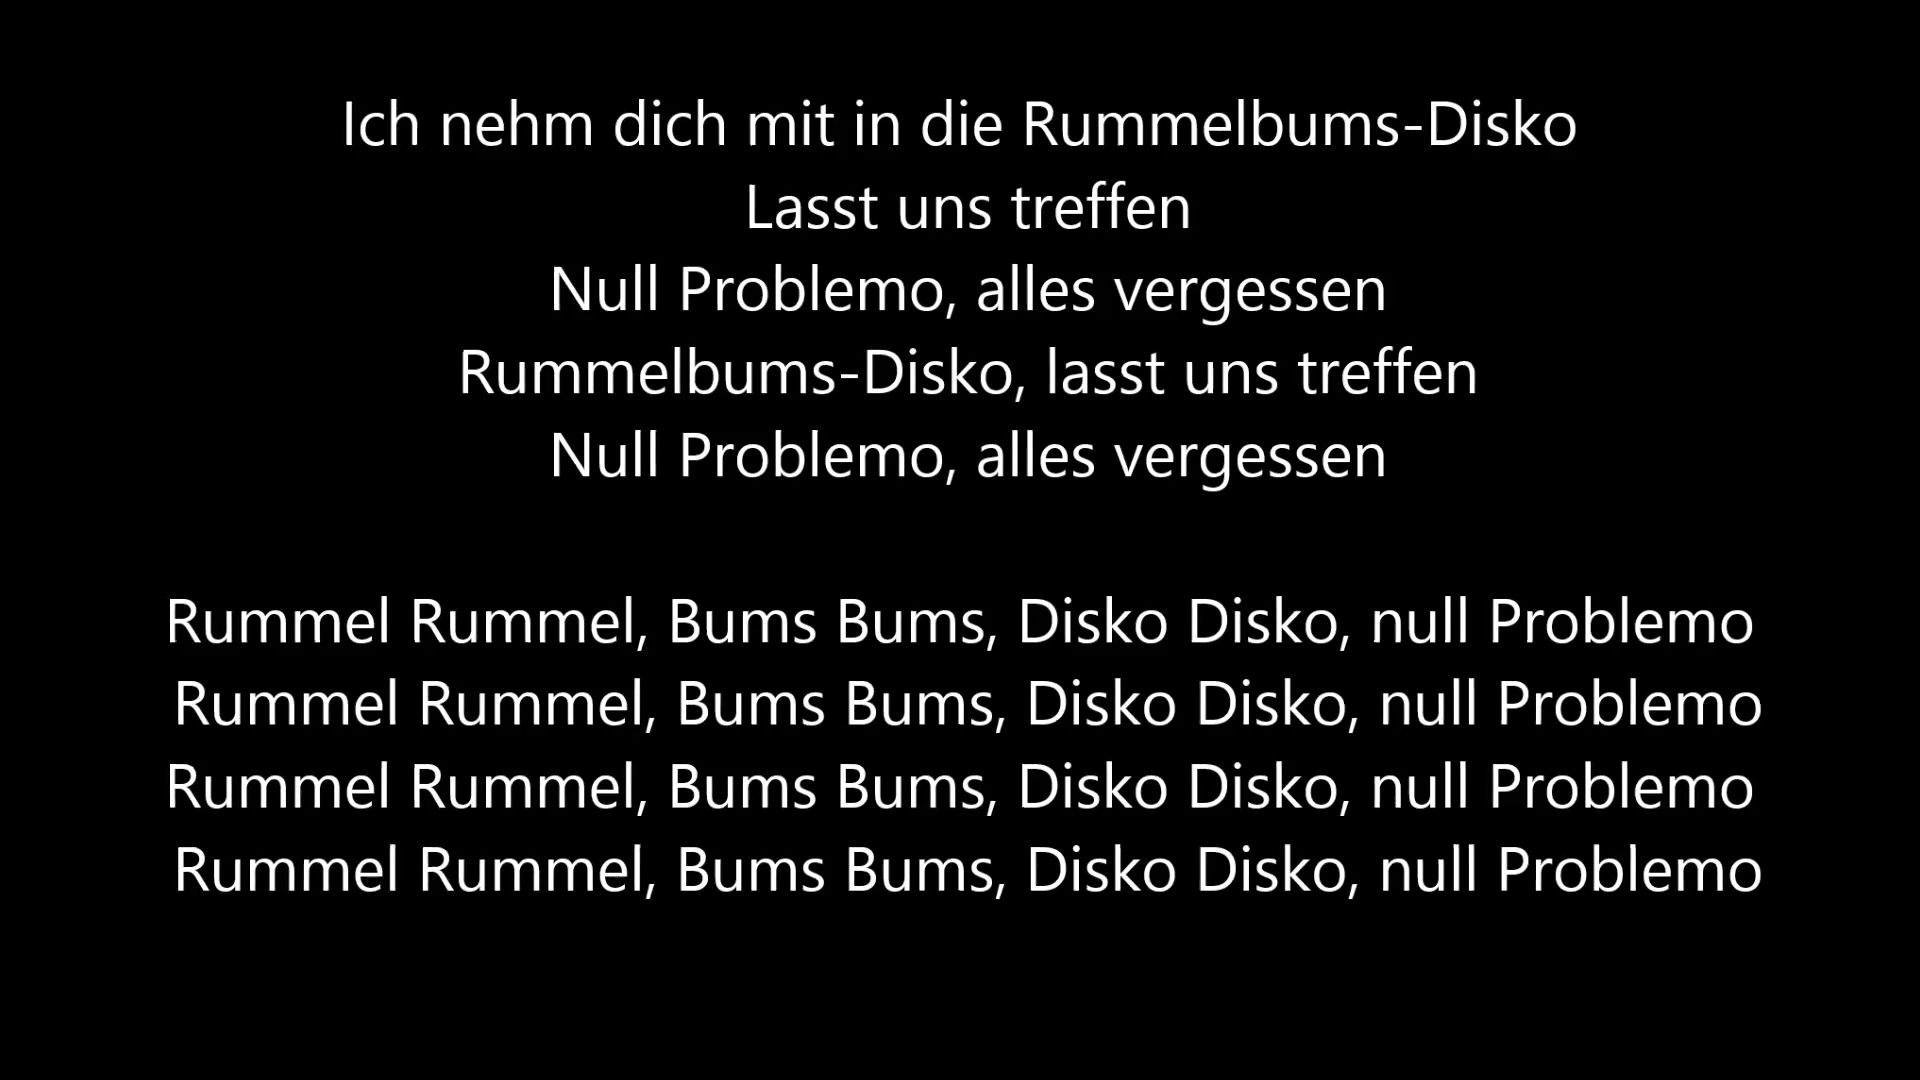 Ich nehm dich mit in die Rummelbums-Disko
Lasst uns treffen
Null Problemo, alles vergessen
Rummelbums-Disko, lasst uns treffen
Null Problemo, alles vergessen
Rummel Rummel, Bums Bums, Disko Disko, null Problemo
Rummel Rummel, Bums Bums, Disko Disko, null Problemo
Rummel Rummel, Bums Bums, Disko Disko, null Problemo
Rummel Rummel, Bums Bums, Disko Disko, null Problemo